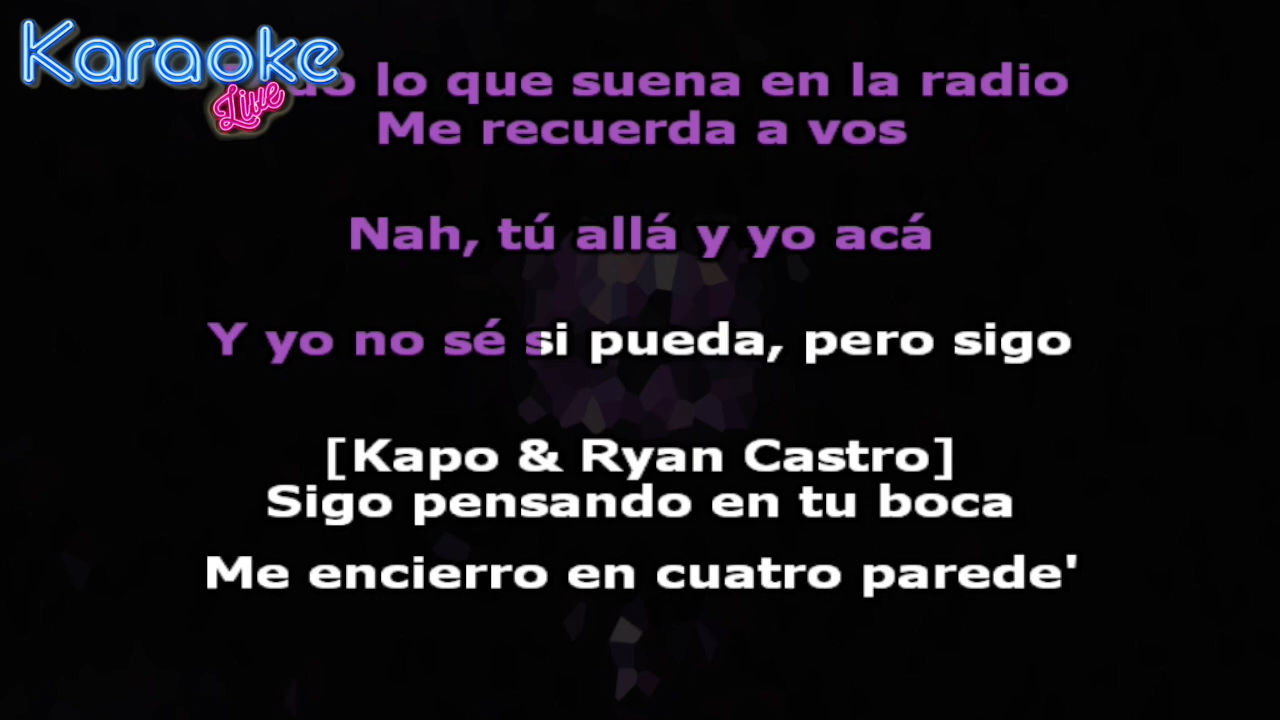 Karaoke
Live
lo que suena en la radio
Me recuerda a vos
Nah, tú allá y yo acá
Y yo no sé si pueda, pero sigo
[Kapo & Ryan Castro]
Sigo pensando en tu boca
Me encierro en cuatro parede'